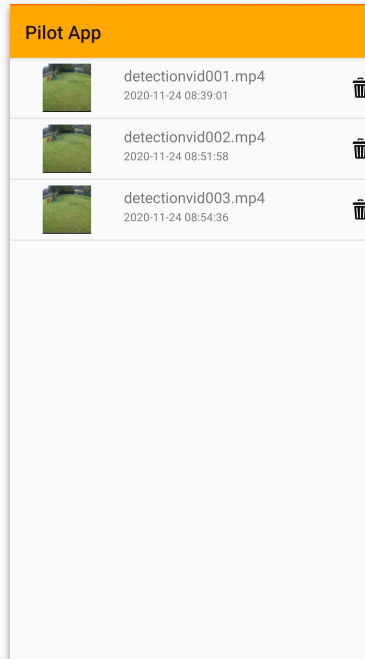 Pilot App
detectionvid001.mp4
2020-11-24 08:39:01
detectionvid002.mp4
2020-11-24 08:51:58
detectionvid003.mp4
2020-11-24 08:54:36